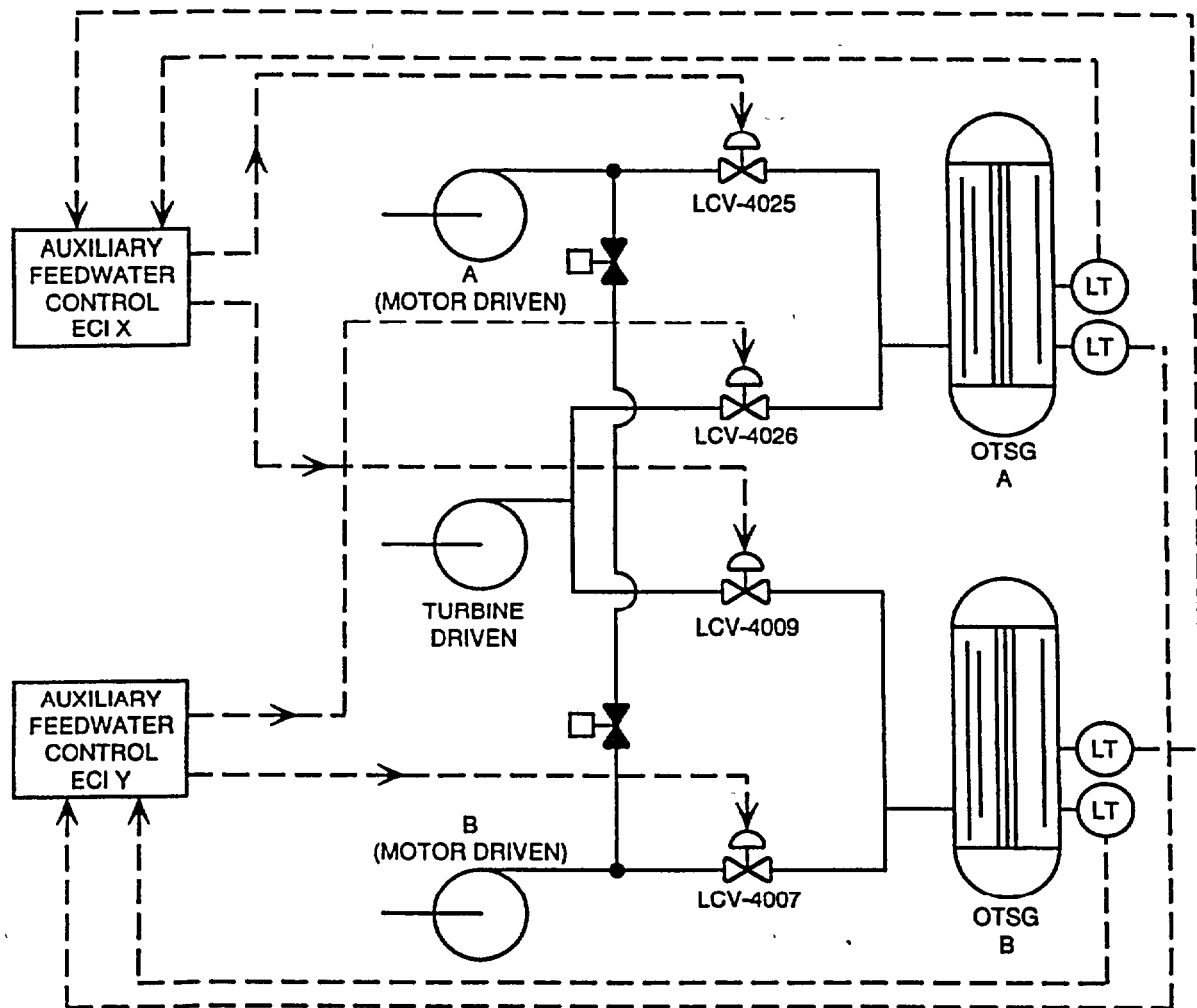 LCV-4025
AUXILIARY
FEEDWATER
CONTROL
ECI X
A
(MOTOR DRIVEN)
LT
LT
LCV-4026
OTSG
A
TURBINE
DRIVEN
LCV-4009
AUXILIARY
FEEDWATER
CONTROL
ECI Y
LT
LT
B
(MOTOR DRIVEN)
LCV-4007
OTSG
B